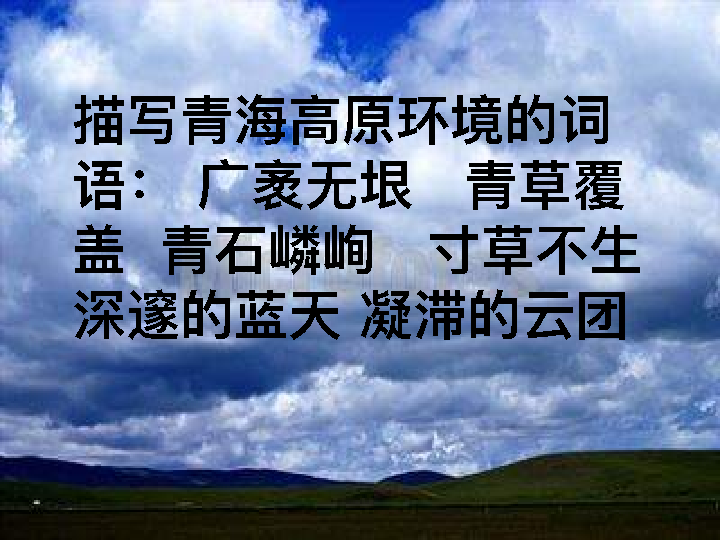 描写青海高原环境的词
语： 广袤无垠 青草覆
盖 青石嶙峋 寸草不生
深邃的蓝天 凝滞的云团